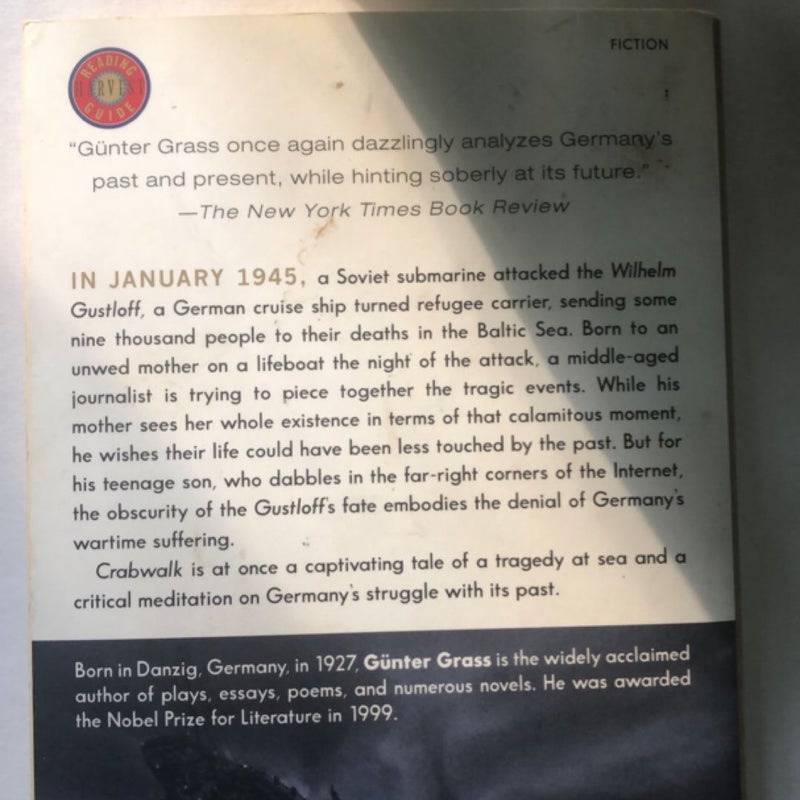 FICTION
READING
HARVEST
GUIDE
“Günter Grass once again dazzlingly analyzes Germany’s
past and present, while hinting soberly at its future.”
—The New York Times Book Review
IN JANUARY 1945, a Soviet submarine attacked the Wilhelm
Gustloff, a German cruise ship turned refugee carrier, sending some
nine thousand people to their deaths in the Baltic Sea. Born to an
unwed mother on a lifeboat the night of the attack, a middle-aged
journalist is trying to piece together the tragic events. While his
mother sees her whole existence in terms of that calamitous moment,
he wishes their life could have been less touched by the past. But for
his teenage son, who dabbles in the far-right corners of the Internet,
the obscurity of the Gustloff’s fate embodies the denial of Germany’s
wartime suffering.
Crabwalk is at once a captivating tale of a tragedy at sea and a
critical meditation on Germany’s struggle with its past.
Born in Danzig, Germany, in 1927, Günter Grass is the widely acclaimed
author of plays, essays, poems, and numerous novels. He was awarded
the Nobel Prize for Literature in 1999.